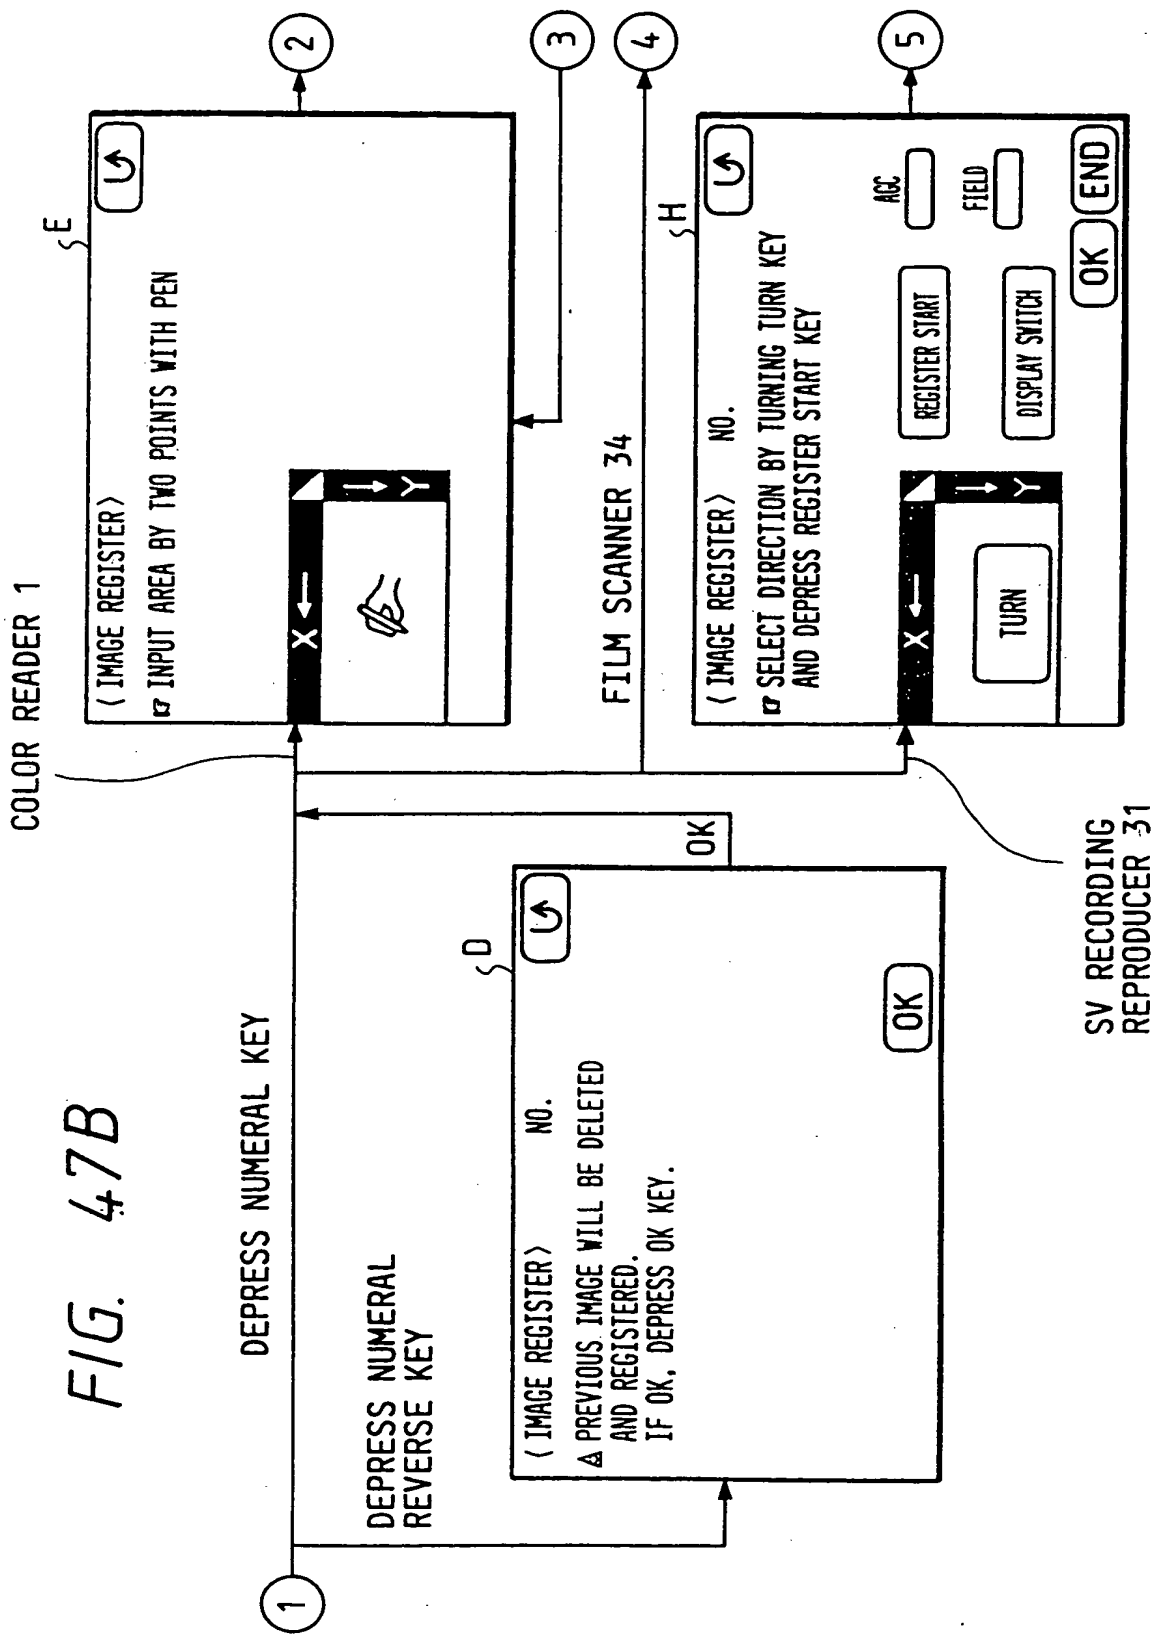 FIG. 47B
1
DEPRESS NUMERAL KEY
DEPRESS NUMERAL
REVERSE KEY
D
〈IMAGE REGISTER〉 NO.
PREVIOUS IMAGE WILL BE DELETED
AND REGISTERED.
IF OK, DEPRESS OK KEY.
OK
OK
COLOR READER 1
E
〈IMAGE REGISTER〉
☞ INPUT AREA BY TWO POINTS WITH PEN
X ←
→ Y
2
3
FILM SCANNER 34
4
SV RECORDING
REPRODUCER 31
H
〈IMAGE REGISTER〉 NO.
☞ SELECT DIRECTION BY TURNING TURN KEY
AND DEPRESS REGISTER START KEY
X ←
→ Y
TURN
REGISTER START
AGC
DISPLAY SWITCH
FIELD
OK
END
5